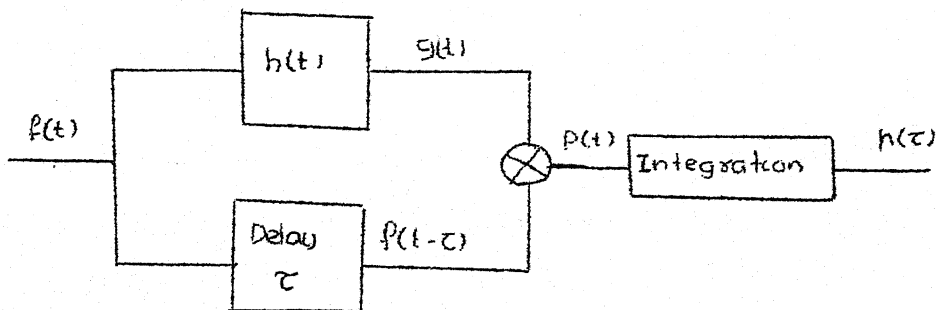 h(t)
g(t)
f(t)
p(t)
Integration
h(τ)
Delay
τ
f(t-τ)